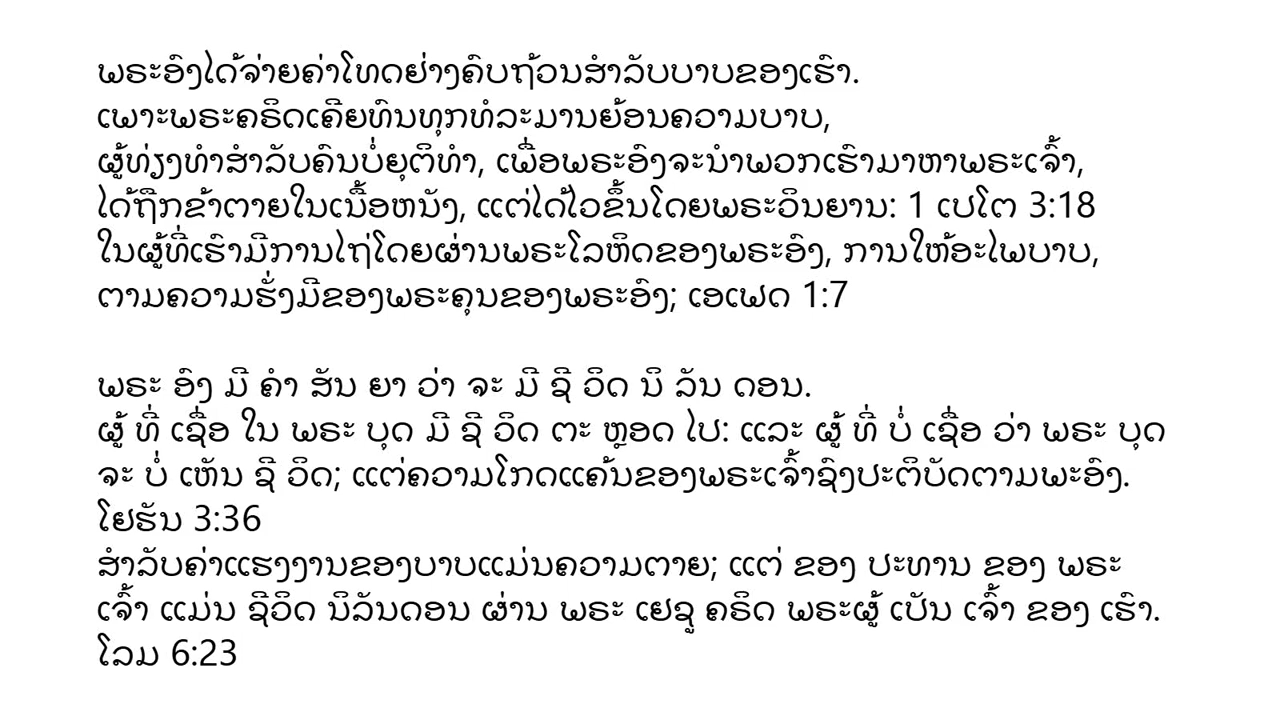 ພຣະອົງໄດ້ຈ່າຍຄ່າໂທດຢ່າງຄົບຖ້ວນສໍາລັບບາບຂອງເຮົາ.
ເພາະພຣະຄຣິດເຄີຍທົນທຸກທໍລະມານຍ້ອນຄວາມບາບ,
ຜູ້ທ່ຽງທຳສຳລັບຄົນບໍ່ຍຸຕິທຳ, ເພື່ອພຣະອົງຈະນຳພວກເຮົາມາຫາພຣະເຈົ້າ,
ໄດ້ຖືກຂ້າຕາຍໃນເນື້ອຫນັງ, ແຕ່ໄດ້ໄວຂຶ້ນໂດຍພຣະວິນຍານ: 1 ເປໂຕ 3:18
ໃນຜູ້ທີ່ເຮົາມີການໄຖ່ໂດຍຜ່ານພຣະໂລຫິດຂອງພຣະອົງ, ການໃຫ້ອະໄພບາບ,
ຕາມຄວາມຮັ່ງມີຂອງພຣະຄຸນຂອງພຣະອົງ; ເອເຟດ 1:7
ພຣະ ອົງ ມີ ຄໍາ ສັນ ຍາ ວ່າ ຈະ ມີ ຊີ ວິດ ນິ ລັນ ດອນ.
ຜູ້ ທີ່ ເຊື່ອ ໃນ ພຣະ ບຸດ ມີ ຊີ ວິດ ຕະ ຫຼອດ ໄປ: ແລະ ຜູ້ ທີ່ ບໍ່ ເຊື່ອ ວ່າ ພຣະ ບຸດ
ຈະ ບໍ່ ເຫັນ ຊີ ວິດ; ແຕ່ຄວາມໂກດແຄ້ນຂອງພຣະເຈົ້າຊົງປະຕິບັດຕາມພະອົງ.
ໂຢຮັນ 3:36
ສໍາລັບຄ່າແຮງງານຂອງບາບແມ່ນຄວາມຕາຍ; ແຕ່ ຂອງ ປະທານ ຂອງ ພຣະ
ເຈົ້າ ແມ່ນ ຊີວິດ ນິລັນດອນ ຜ່ານ ພຣະ ເຢຊູ ຄຣິດ ພຣະຜູ້ ເປັນ ເຈົ້າ ຂອງ ເຮົາ.
ໂລມ 6:23